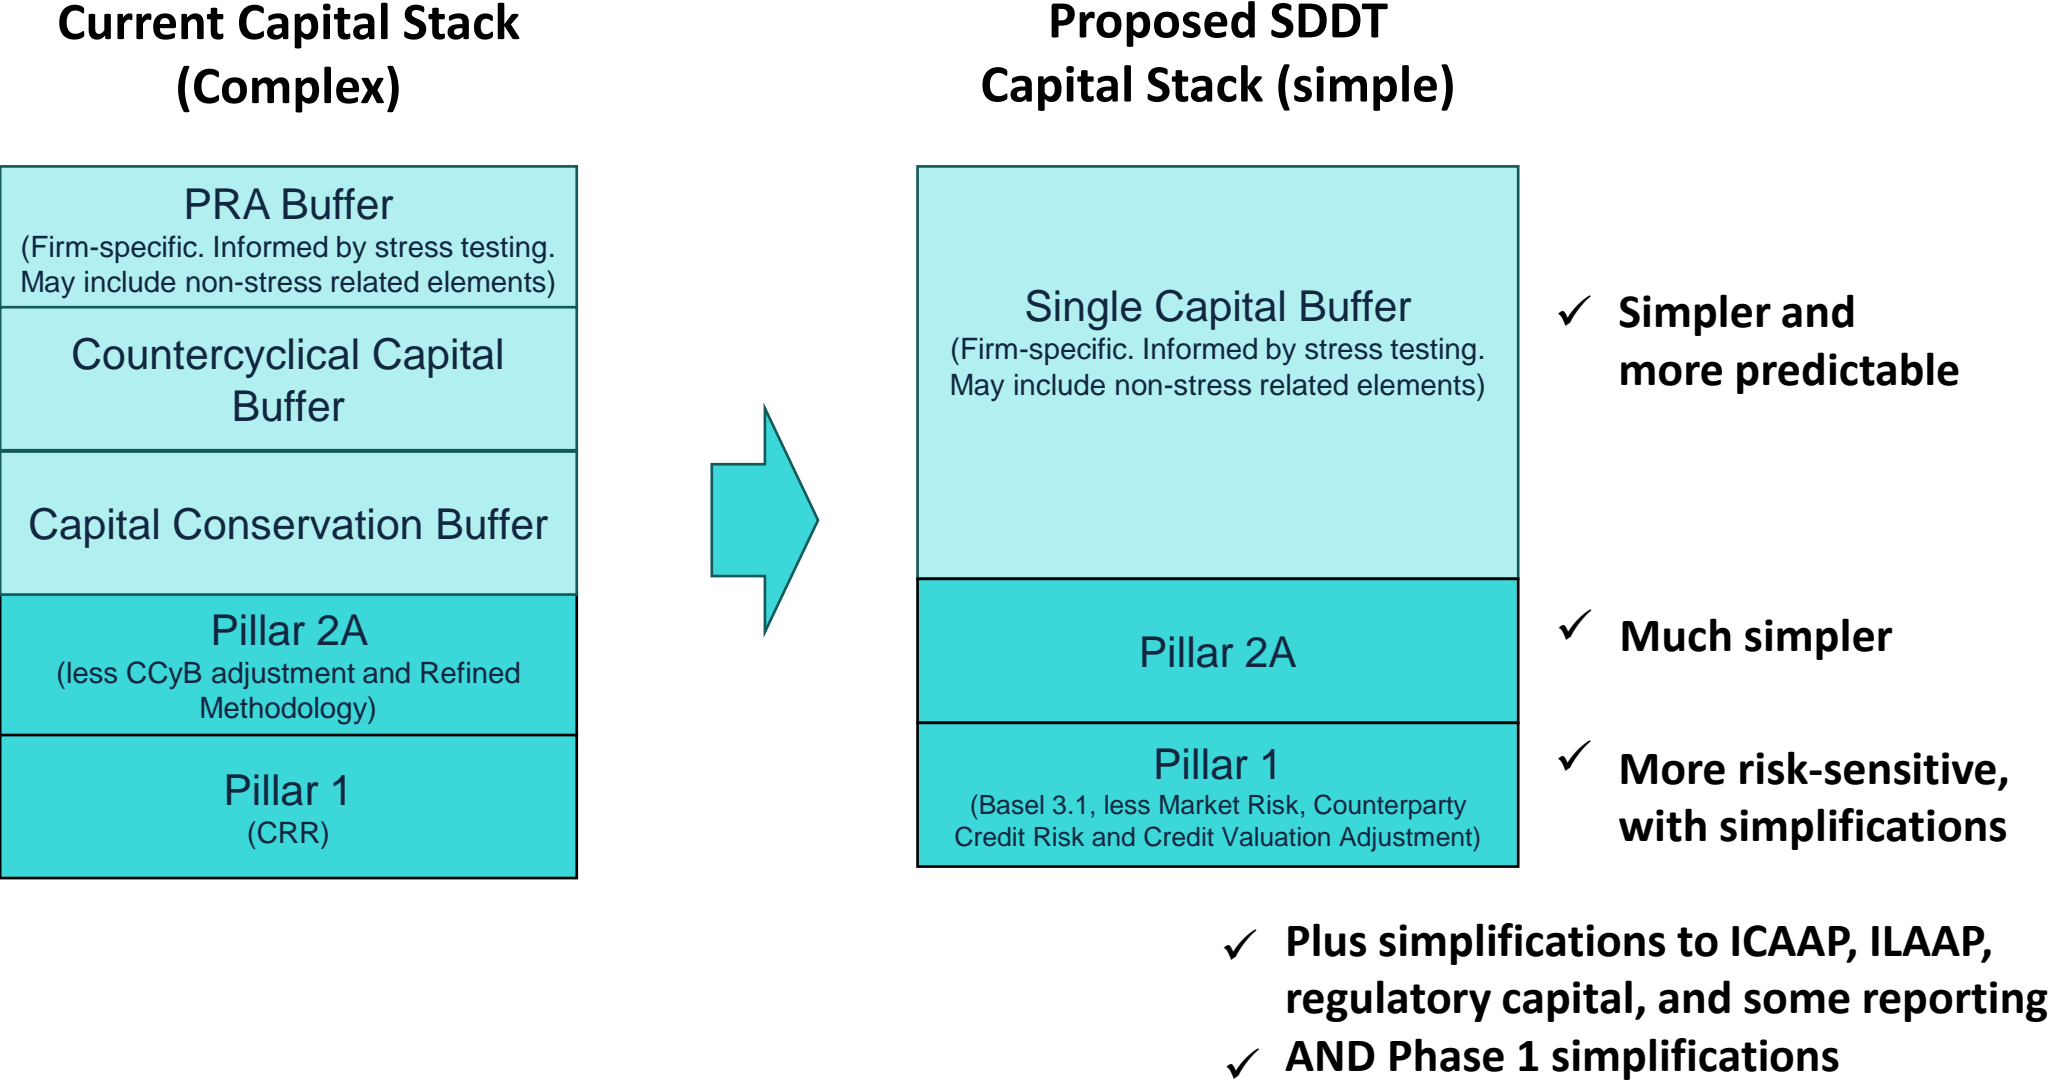 Current Capital Stack
(Complex)
PRA Buffer
(Firm-specific. Informed by stress testing.
May include non-stress related elements)
Countercyclical Capital
Buffer
Capital Conservation Buffer
Pillar 2A
(less CCyB adjustment and Refined
Methodology)
Pillar 1
(CRR)
Proposed SDDT
Capital Stack (simple)
Single Capital Buffer
(Firm-specific. Informed by stress testing.
May include non-stress related elements)
✓ Simpler and
more predictable
Pillar 2A
✓ Much simpler
Pillar 1
(Basel 3.1, less Market Risk, Counterparty
Credit Risk and Credit Valuation Adjustment)
✓ More risk-sensitive,
with simplifications
✓ Plus simplifications to ICAAP, ILAAP,
regulatory capital, and some reporting
✓ AND Phase 1 simplifications